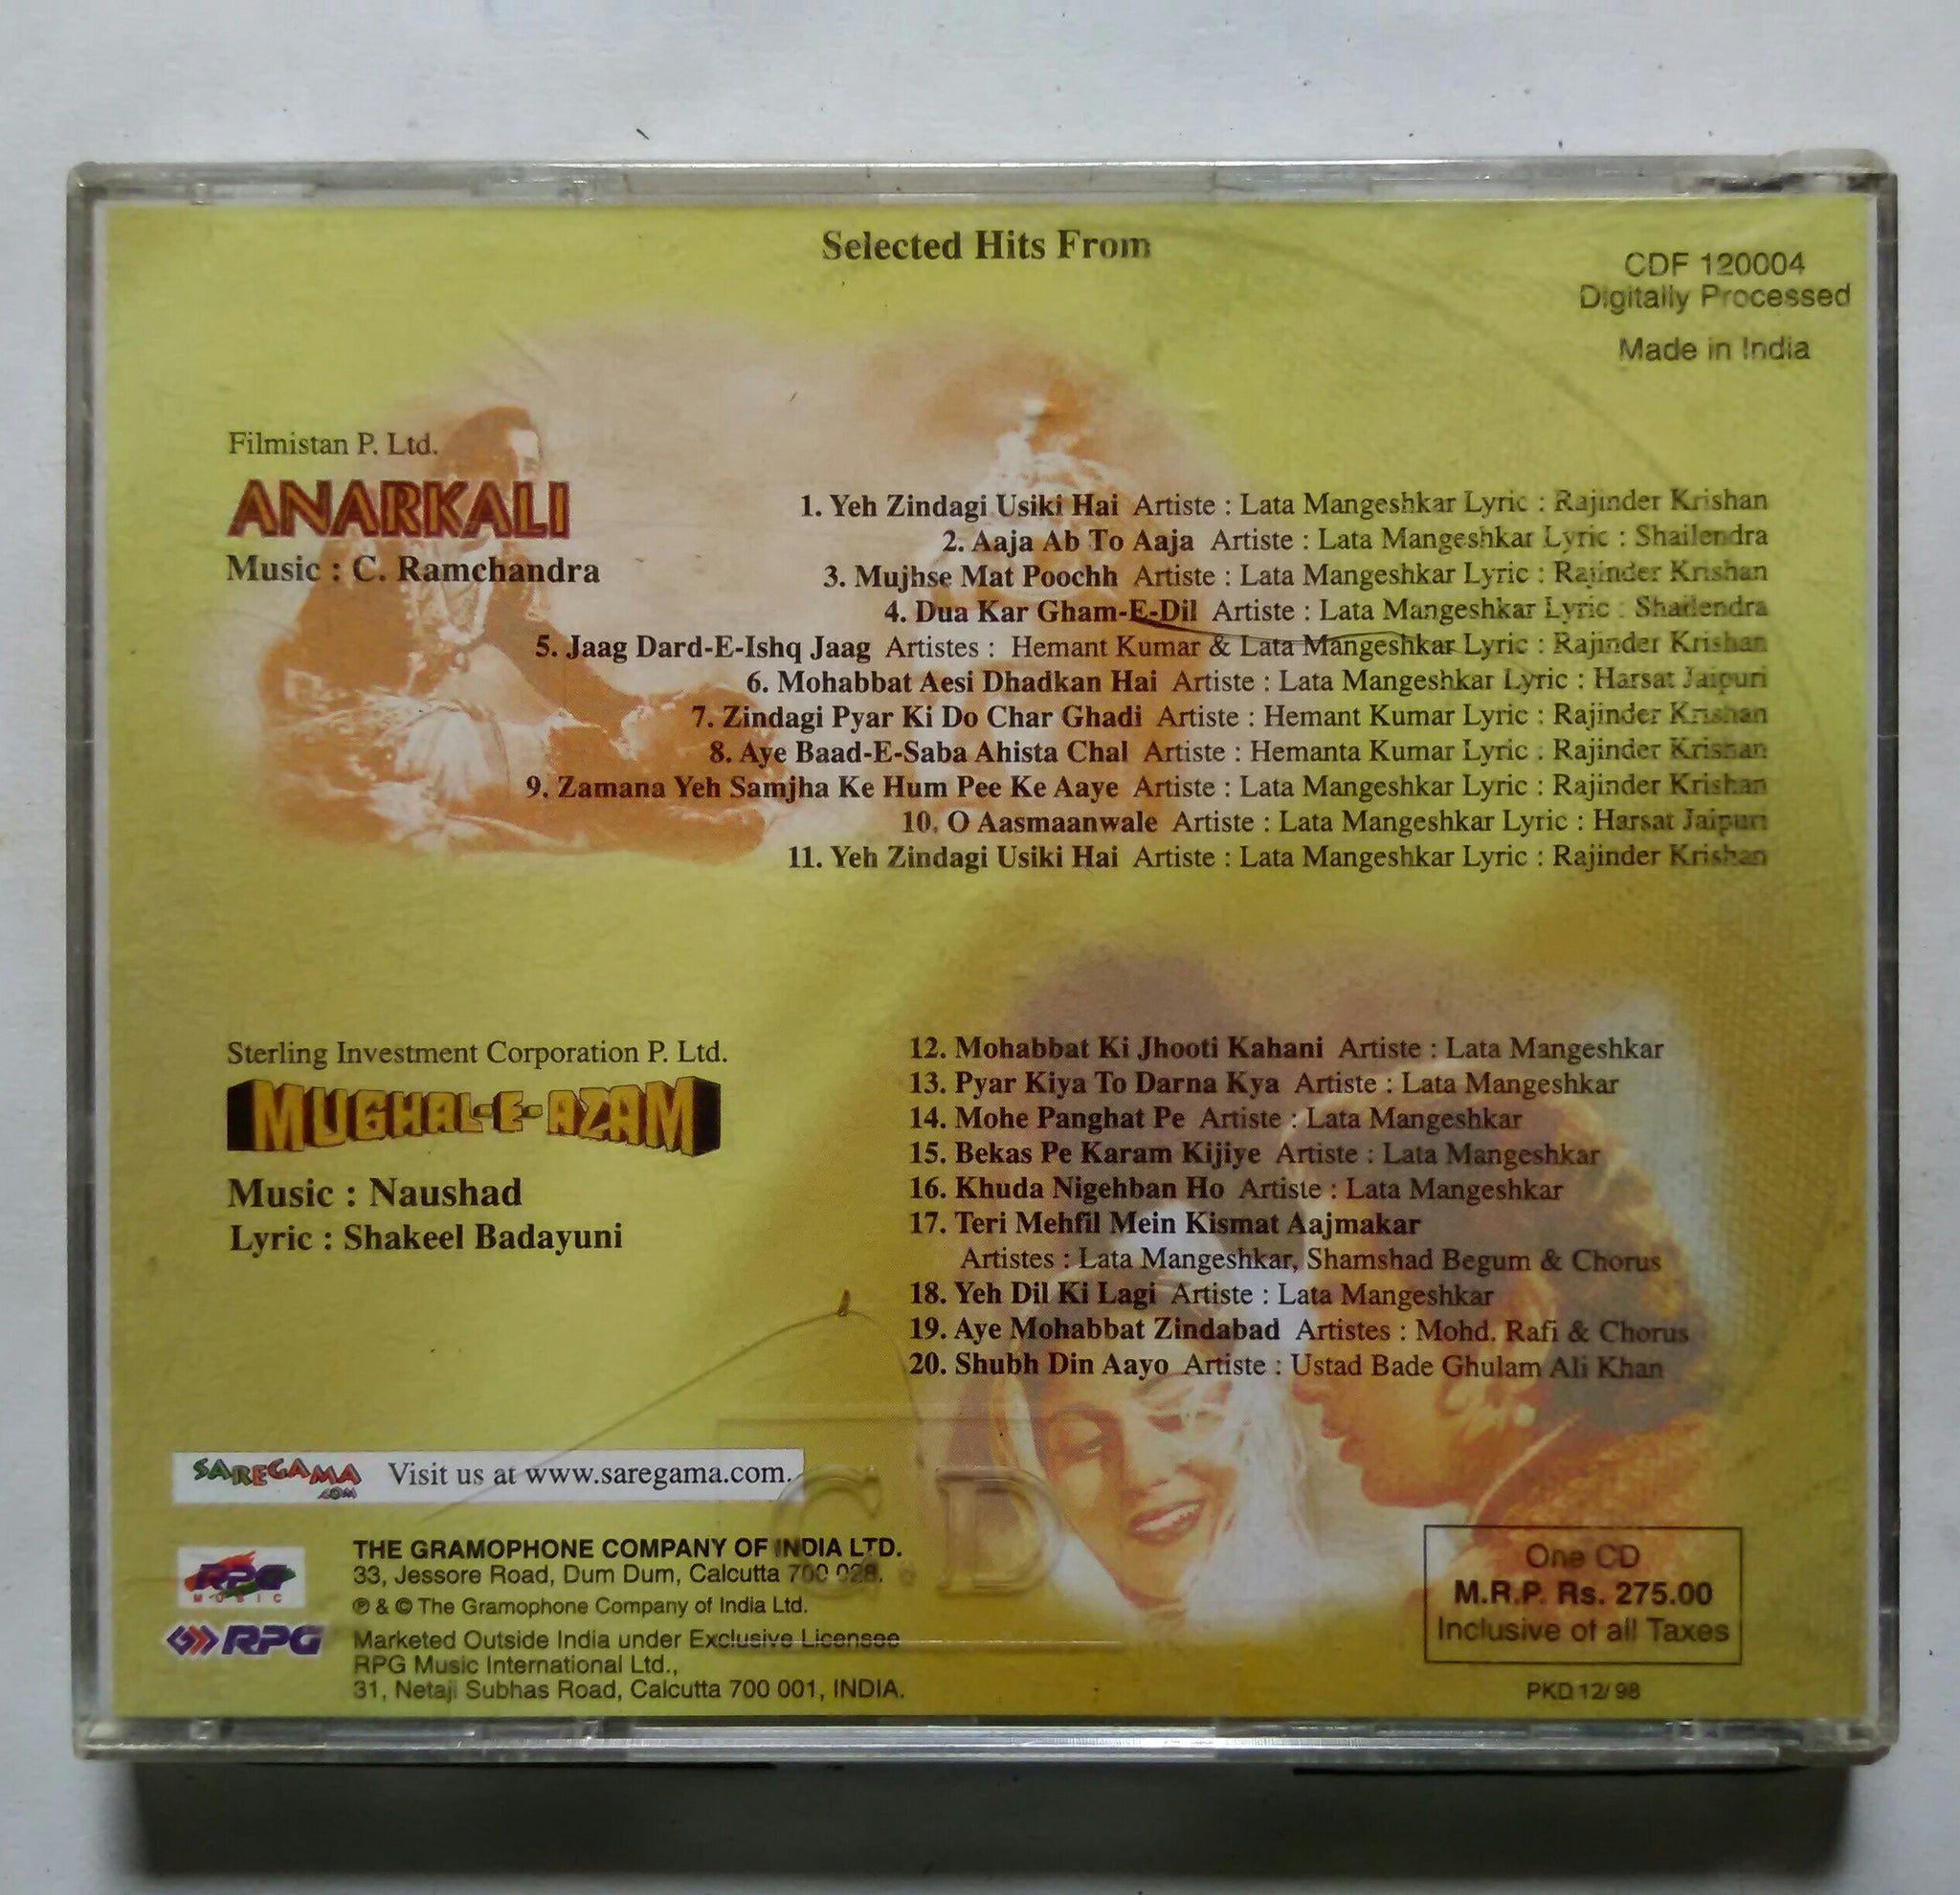 Selected Hits From
CDF 120004
Digitally Processed
Made in India
Filmistan P. Ltd.
ANARKALI
Music : C. Ramchandra
1. Yeh Zindagi Usiki Hai Artiste : Lata Mangeshkar Lyric : Rajinder Krishan
2. Aaja Ab To Aaja Artiste : Lata Mangeshkar Lyric : Shailendra
3. Mujhse Mat Poochh Artiste : Lata Mangeshkar Lyric : Rajinder Krishan
4. Dua Kar Gham-E-Dil Artiste : Lata Mangeshkar Lyric : Shailendra
5. Jaag Dard-E-Ishq Jaag Artistes : Hemant Kumar & Lata Mangeshkar Lyric : Rajinder Krishan
6. Mohabbat Aesi Dhadkan Hai Artiste : Lata Mangeshkar Lyric : Harsat Jaipuri
7. Zindagi Pyar Ki Do Char Ghadi Artiste : Hemant Kumar Lyric : Rajinder Krishan
8. Aye Baad-E-Saba Ahista Chal Artiste : Hemanta Kumar Lyric : Rajinder Krishan
9. Zamana Yeh Samjha Ke Hum Pee Ke Aaye Artiste : Lata Mangeshkar Lyric : Rajinder Krishan
10. O Aasmaanwale Artiste : Lata Mangeshkar Lyric : Harsat Jaipuri
11. Yeh Zindagi Usiki Hai Artiste : Lata Mangeshkar Lyric : Rajinder Krishan
Sterling Investment Corporation P. Ltd.
MUGHAL-E-AZAM
Music : Naushad
Lyric : Shakeel Badayuni
12. Mohabbat Ki Jhooti Kahani Artiste : Lata Mangeshkar
13. Pyar Kiya To Darna Kya Artiste : Lata Mangeshkar
14. Mohe Panghat Pe Artiste : Lata Mangeshkar
15. Bekas Pe Karam Kijiye Artiste : Lata Mangeshkar
16. Khuda Nigehban Ho Artiste : Lata Mangeshkar
17. Teri Mehfil Mein Kismat Aajmakar
Artistes : Lata Mangeshkar, Shamshad Begum & Chorus
18. Yeh Dil Ki Lagi Artiste : Lata Mangeshkar
19. Aye Mohabbat Zindabad Artistes : Mohd. Rafi & Chorus
20. Shubh Din Aayo Artiste : Ustad Bade Ghulam Ali Khan
SAREGAMA .COM Visit us at www.saregama.com.
CD
RPG MUSIC
RPG
THE GRAMOPHONE COMPANY OF INDIA LTD.
33, Jessore Road, Dum Dum, Calcutta 700 028.
℗ & © The Gramophone Company of India Ltd.
Marketed Outside India under Exclusive Licensee
RPG Music International Ltd.,
31, Netaji Subhas Road, Calcutta 700 001, INDIA.
One CD
M.R.P. Rs. 275.00
Inclusive of all Taxes
PKD 12/98